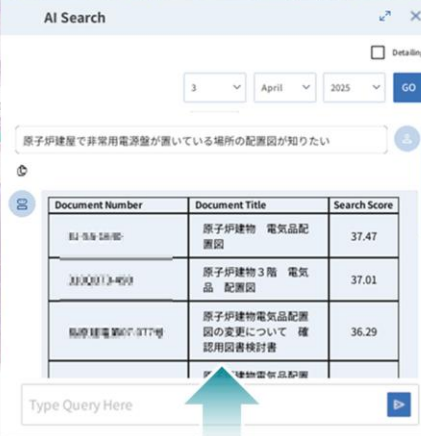 AI Search
Detailing
3
April
2025
GO
原子炉建屋で非常用電源盤が置いている場所の配置図が知りたい
Document Number
Document Title
Search Score
原子炉建物　電気品配
置図
37.47
原子炉建物３階　電気
品　配置図
37.01
原子炉建物電気品配置
図の変更について　確
認用図書検討書
36.29
Type Query Here